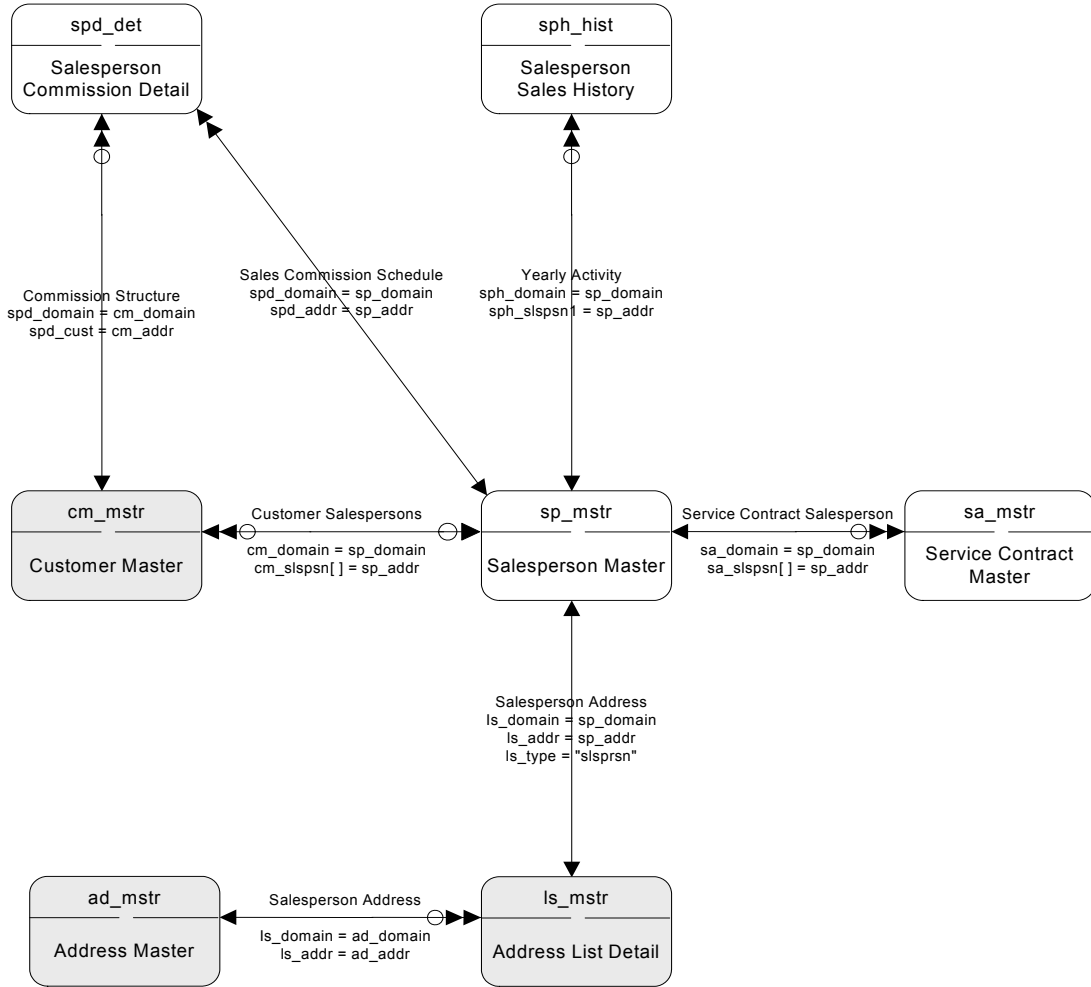 spd_det
Salesperson
Commission Detail
sph_hist
Salesperson
Sales History
Sales Commission Schedule
spd_domain = sp_domain
spd_addr = sp_addr
Yearly Activity
sph_domain = sp_domain
sph_slspsn1 = sp_addr
Commission Structure
spd_domain = cm_domain
spd_cust = cm_addr
cm_mstr
Customer Master
Customer Salespersons
cm_domain = sp_domain
cm_slspsn[ ] = sp_addr
sp_mstr
Salesperson Master
Service Contract Salesperson
sa_domain = sp_domain
sa_slspsn[ ] = sp_addr
sa_mstr
Service Contract
Master
Salesperson Address
ls_domain = sp_domain
ls_addr = sp_addr
ls_type = "slsprsn"
ad_mstr
Address Master
Salesperson Address
ls_domain = ad_domain
ls_addr = ad_addr
ls_mstr
Address List Detail